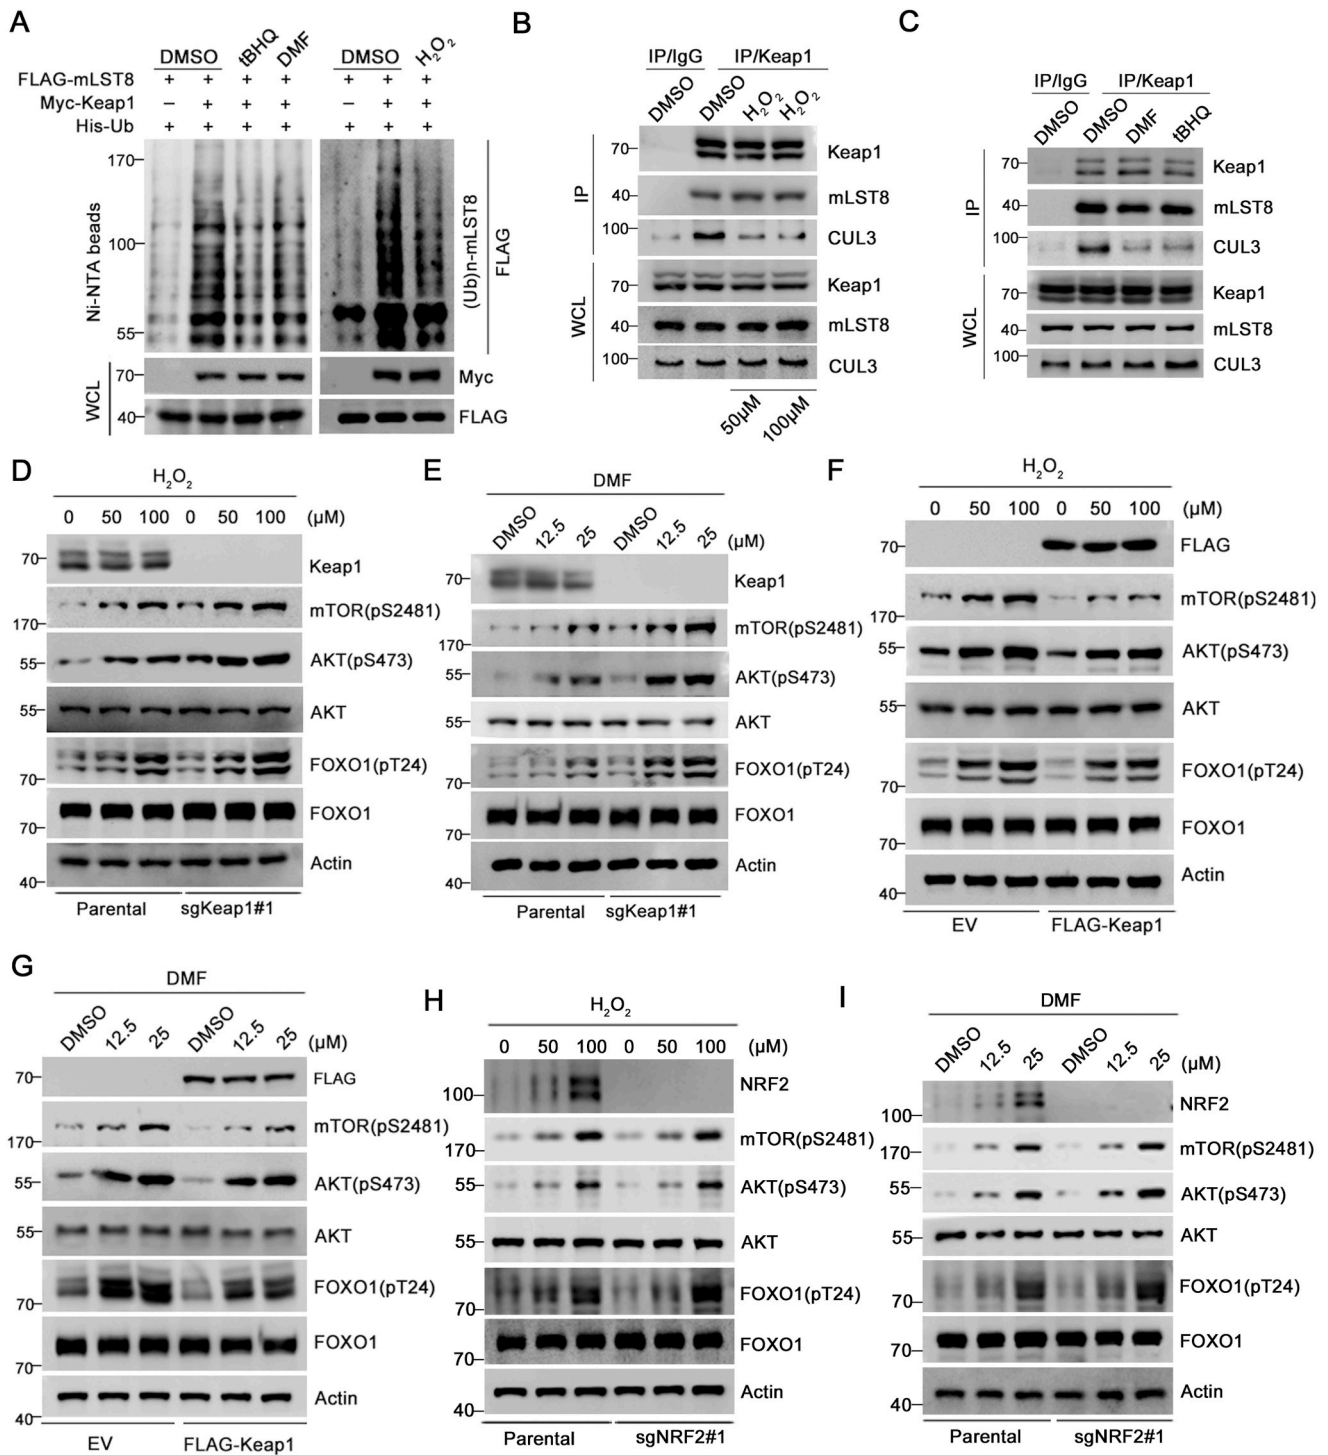 A
DMSO tBHQ DMF DMSO H2O2
FLAG-mLST8 + + + + + + +
Myc-Keap1 – + + + – + +
His-Ub + + + + + + +
170
100
55
Ni-NTA beads
(Ub)n-mLST8
FLAG
WCL
70 Myc
40 FLAG
B
IP/IgG IP/Keap1
DMSO DMSO H2O2 H2O2
IP
70 Keap1
40 mLST8
100 CUL3
WCL
70 Keap1
40 mLST8
100 CUL3
50μM 100μM
C
IP/IgG IP/Keap1
DMSO DMSO DMF tBHQ
IP
70 Keap1
40 mLST8
100 CUL3
WCL
70 Keap1
40 mLST8
100 CUL3
D
H2O2
0 50 100 0 50 100 (μM)
70 Keap1
170 mTOR(pS2481)
55 AKT(pS473)
55 AKT
70 FOXO1(pT24)
70 FOXO1
40 Actin
Parental sgKeap1#1
E
DMF
DMSO 12.5 25 DMSO 12.5 25 (μM)
70 Keap1
170 mTOR(pS2481)
55 AKT(pS473)
55 AKT
70 FOXO1(pT24)
70 FOXO1
40 Actin
Parental sgKeap1#1
F
H2O2
0 50 100 0 50 100 (μM)
70 FLAG
170 mTOR(pS2481)
55 AKT(pS473)
55 AKT
70 FOXO1(pT24)
70 FOXO1
40 Actin
EV FLAG-Keap1
G
DMF
DMSO 12.5 25 DMSO 12.5 25 (μM)
70 FLAG
170 mTOR(pS2481)
55 AKT(pS473)
55 AKT
70 FOXO1(pT24)
70 FOXO1
40 Actin
EV FLAG-Keap1
H
H2O2
0 50 100 0 50 100 (μM)
100 NRF2
170 mTOR(pS2481)
55 AKT(pS473)
55 AKT
70 FOXO1(pT24)
70 FOXO1
40 Actin
Parental sgNRF2#1
I
DMF
DMSO 12.5 25 DMSO 12.5 25 (μM)
100 NRF2
170 mTOR(pS2481)
55 AKT(pS473)
55 AKT
70 FOXO1(pT24)
70 FOXO1
40 Actin
Parental sgNRF2#1